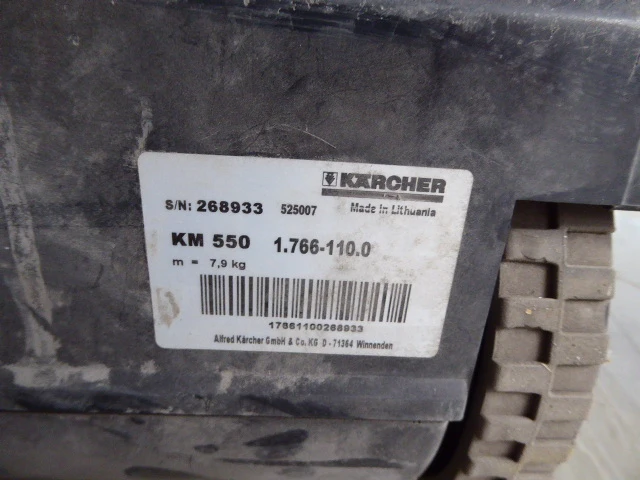 KÄRCHER
S/N: 268933 525007 Made in Lithuania
KM 550 1.766-110.0
m = 7,9 kg
17661100268933
Alfred Kärcher GmbH & Co. KG D - 71364 Winnenden